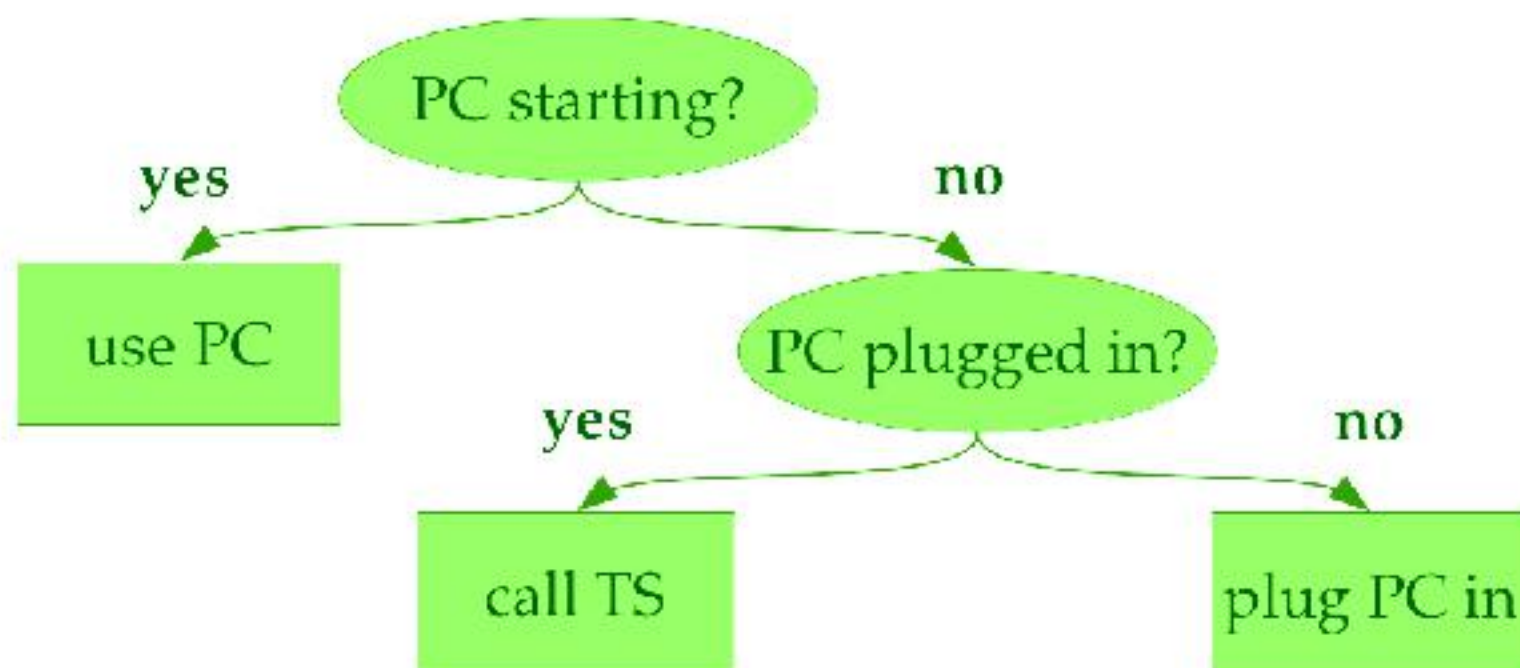 PC starting?
yes
no
use PC
PC plugged in?
yes
no
call TS
plug PC in